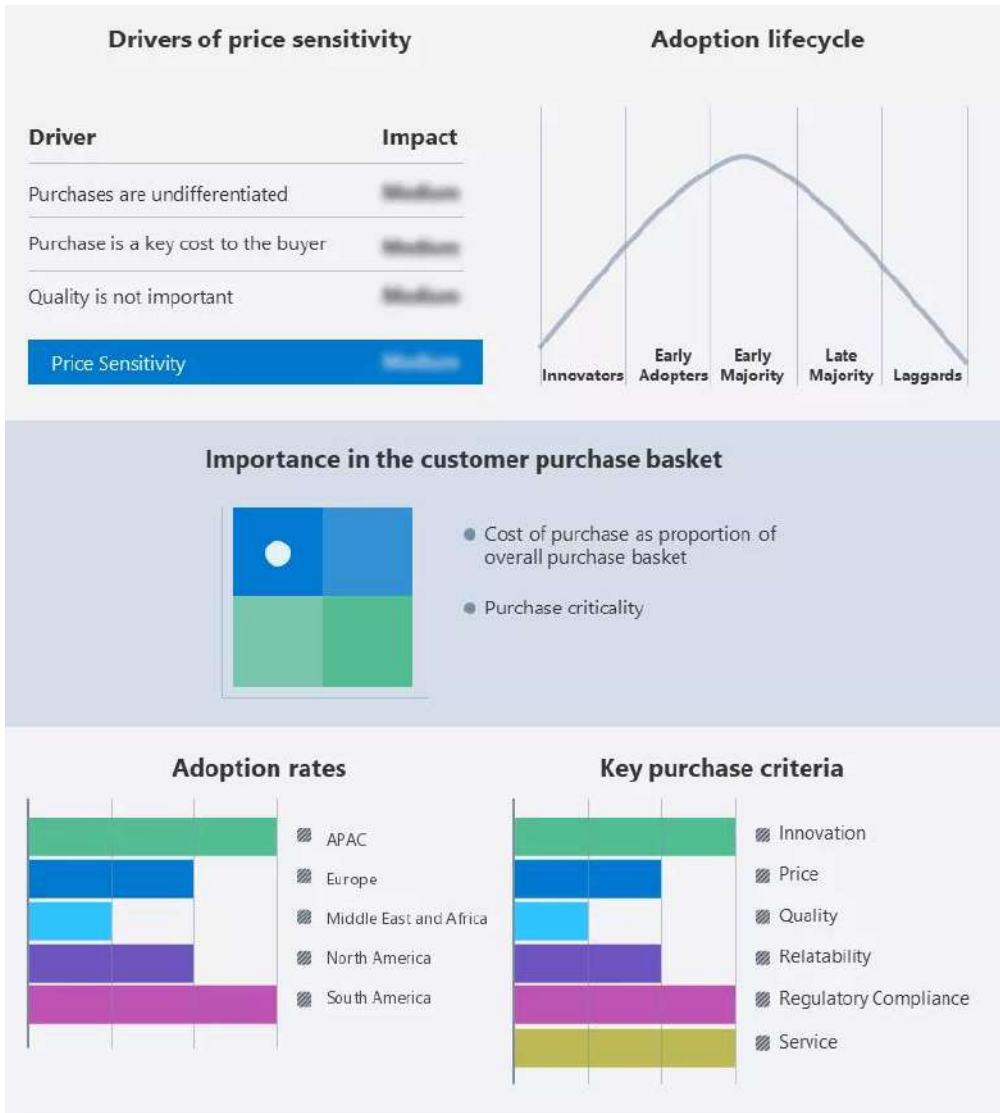 Drivers of price sensitivity
Driver Impact
Purchases are undifferentiated
Purchase is a key cost to the buyer
Quality is not important
Price Sensitivity
Adoption lifecycle
Innovators
Early
Adopters
Early
Majority
Late
Majority
Laggards
Importance in the customer purchase basket
Cost of purchase as proportion of
overall purchase basket
Purchase criticality
Adoption rates
APAC
Europe
Middle East and Africa
North America
South America
Key purchase criteria
Innovation
Price
Quality
Relatability
Regulatory Compliance
Service